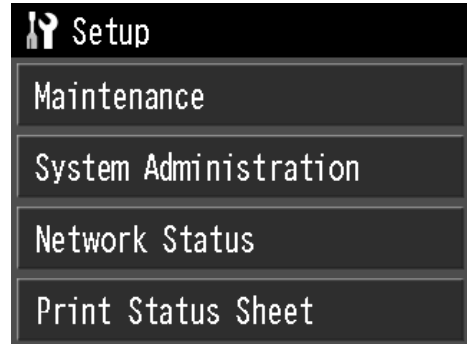 Setup
Maintenance
System Administration
Network Status
Print Status Sheet